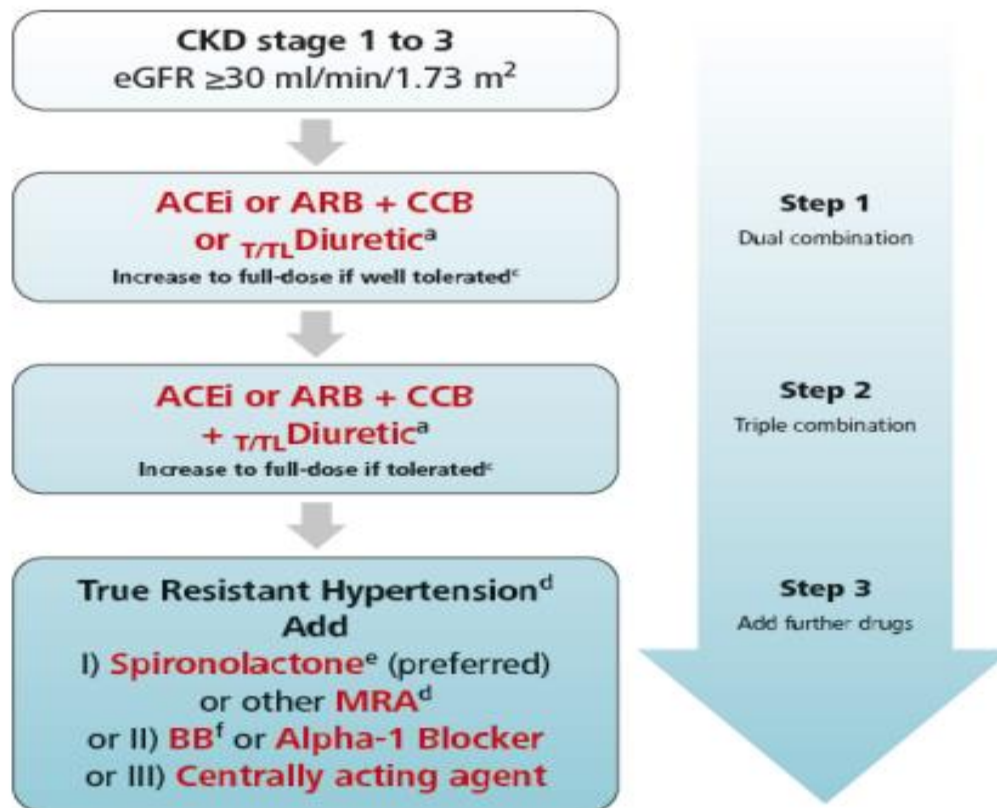 CKD stage 1 to 3
eGFR ≥30 ml/min/1.73 m²
ACEi or ARB + CCB
or T/TLDiureticᵃ
Increase to full-dose if well toleratedᶜ
Step 1
Dual combination
ACEi or ARB + CCB
+ T/TLDiureticᵃ
Increase to full-dose if toleratedᶜ
Step 2
Triple combination
True Resistant Hypertensionᵈ
Add
I) Spironolactoneᵉ (preferred)
or other MRAᵈ
or II) BBᶠ or Alpha-1 Blocker
or III) Centrally acting agent
Step 3
Add further drugs